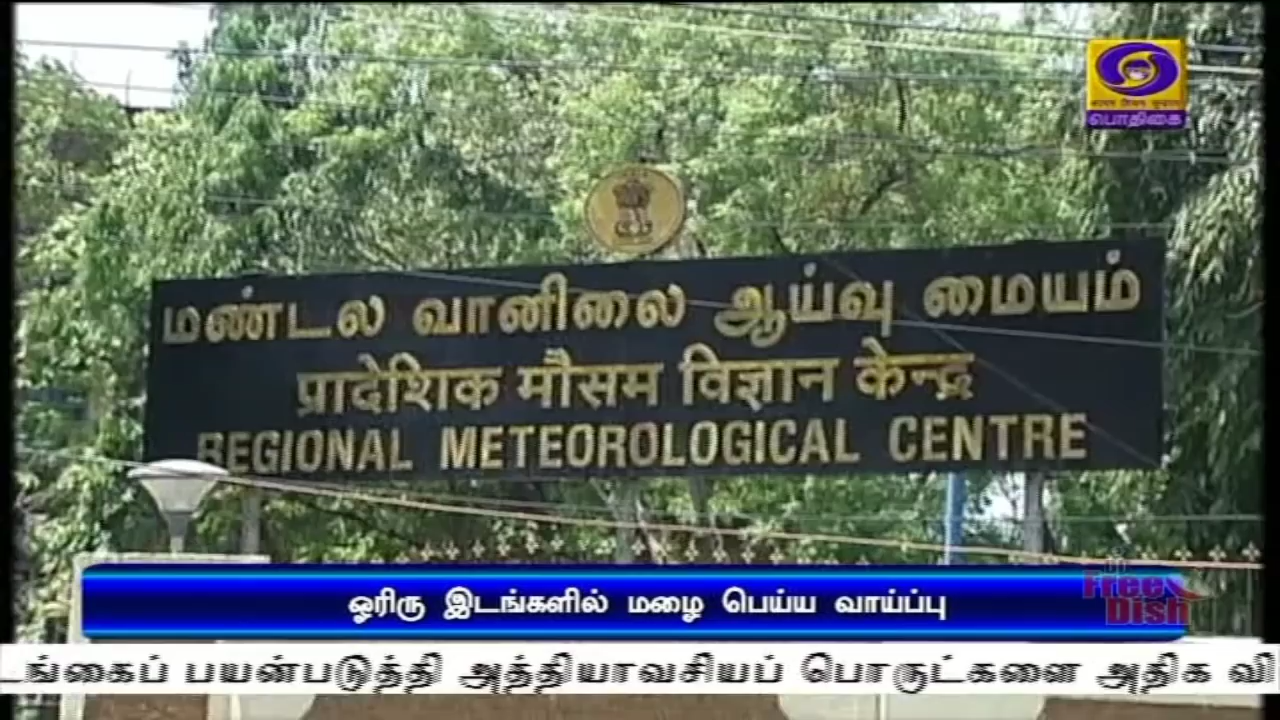 பொதிகை
மண்டல வானிலை ஆய்வு மையம்
प्रादेशिक मौसम विज्ञान केन्द्र
REGIONAL METEOROLOGICAL CENTRE
Free
Dish
ஓரிரு இடங்களில் மழை பெய்ய வாய்ப்பு
பயன்படுத்தி அத்தியாவசியப் பொருட்களை அதிக